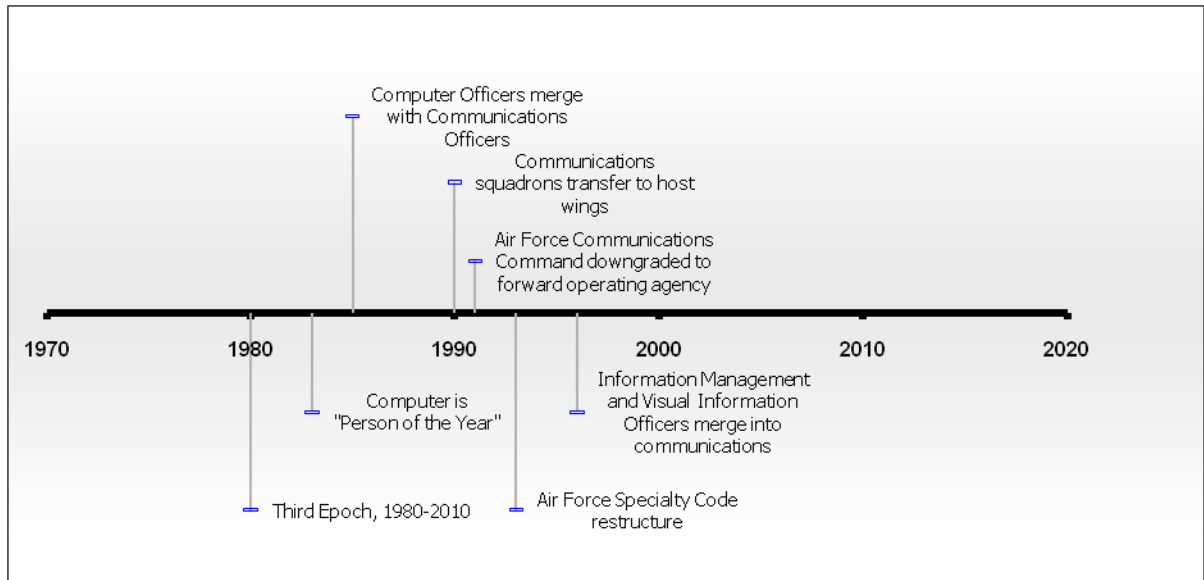 Computer Officers merge
with Communications
Officers
Communications
squadrons transfer to host
wings
Air Force Communications
Command downgraded to
forward operating agency
1970 1980 1990 2000 2010 2020
Computer is
"Person of the Year"
Information Management
and Visual Information
Officers merge into
communications
Third Epoch, 1980-2010
Air Force Specialty Code
restructure